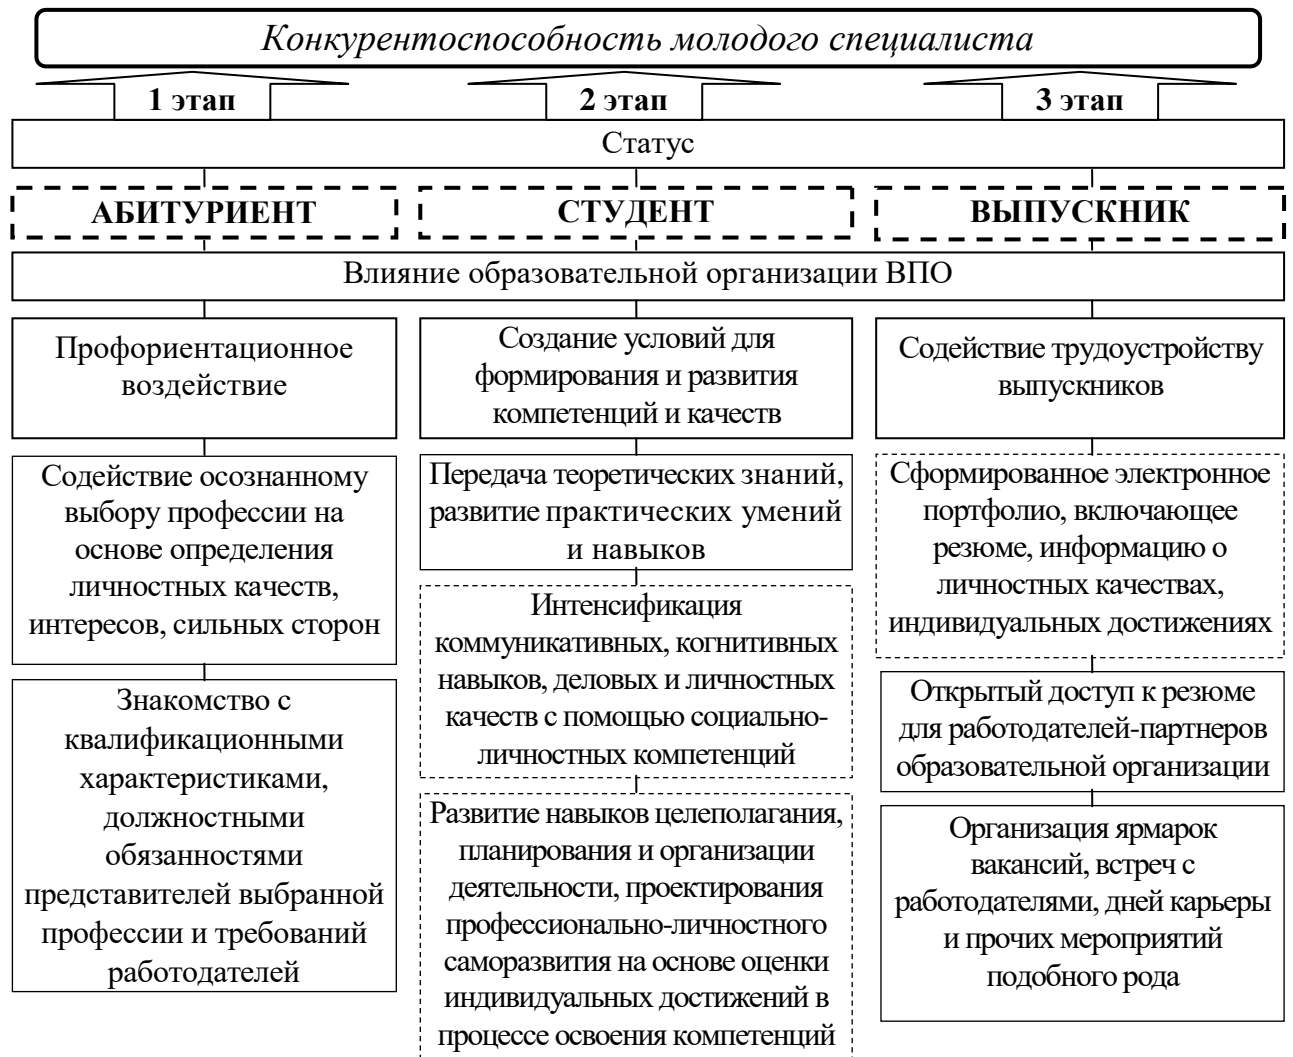 Конкурентоспособность молодого специалиста
1 этап
2 этап
3 этап
Статус
АБИТУРИЕНТ
СТУДЕНТ
ВЫПУСКНИК
Влияние образовательной организации ВПО
Профориентационное
воздействие
Содействие осознанному
выбору профессии на
основе определения
личностных качеств,
интересов, сильных сторон
Знакомство с
квалификационными
характеристиками,
должностными
обязанностями
представителей выбранной
профессии и требований
работодателей
Создание условий для
формирования и развития
компетенций и качеств
Передача теоретических знаний,
развитие практических умений
и навыков
Интенсификация
коммуникативных, когнитивных
навыков, деловых и личностных
качеств с помощью социально-
личностных компетенций
Развитие навыков целеполагания,
планирования и организации
деятельности, проектирования
профессионально-личностного
саморазвития на основе оценки
индивидуальных достижений в
процессе освоения компетенций
Содействие трудоустройству
выпускников
Сформированное электронное
портфолио, включающее
резюме, информацию о
личностных качествах,
индивидуальных достижениях
Открытый доступ к резюме
для работодателей-партнеров
образовательной организации
Организация ярмарок
вакансий, встреч с
работодателями, дней карьеры
и прочих мероприятий
подобного рода